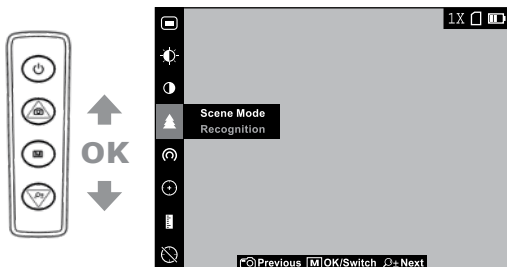 OK
1X
Scene Mode
Recognition
Previous M OK/Switch + Next